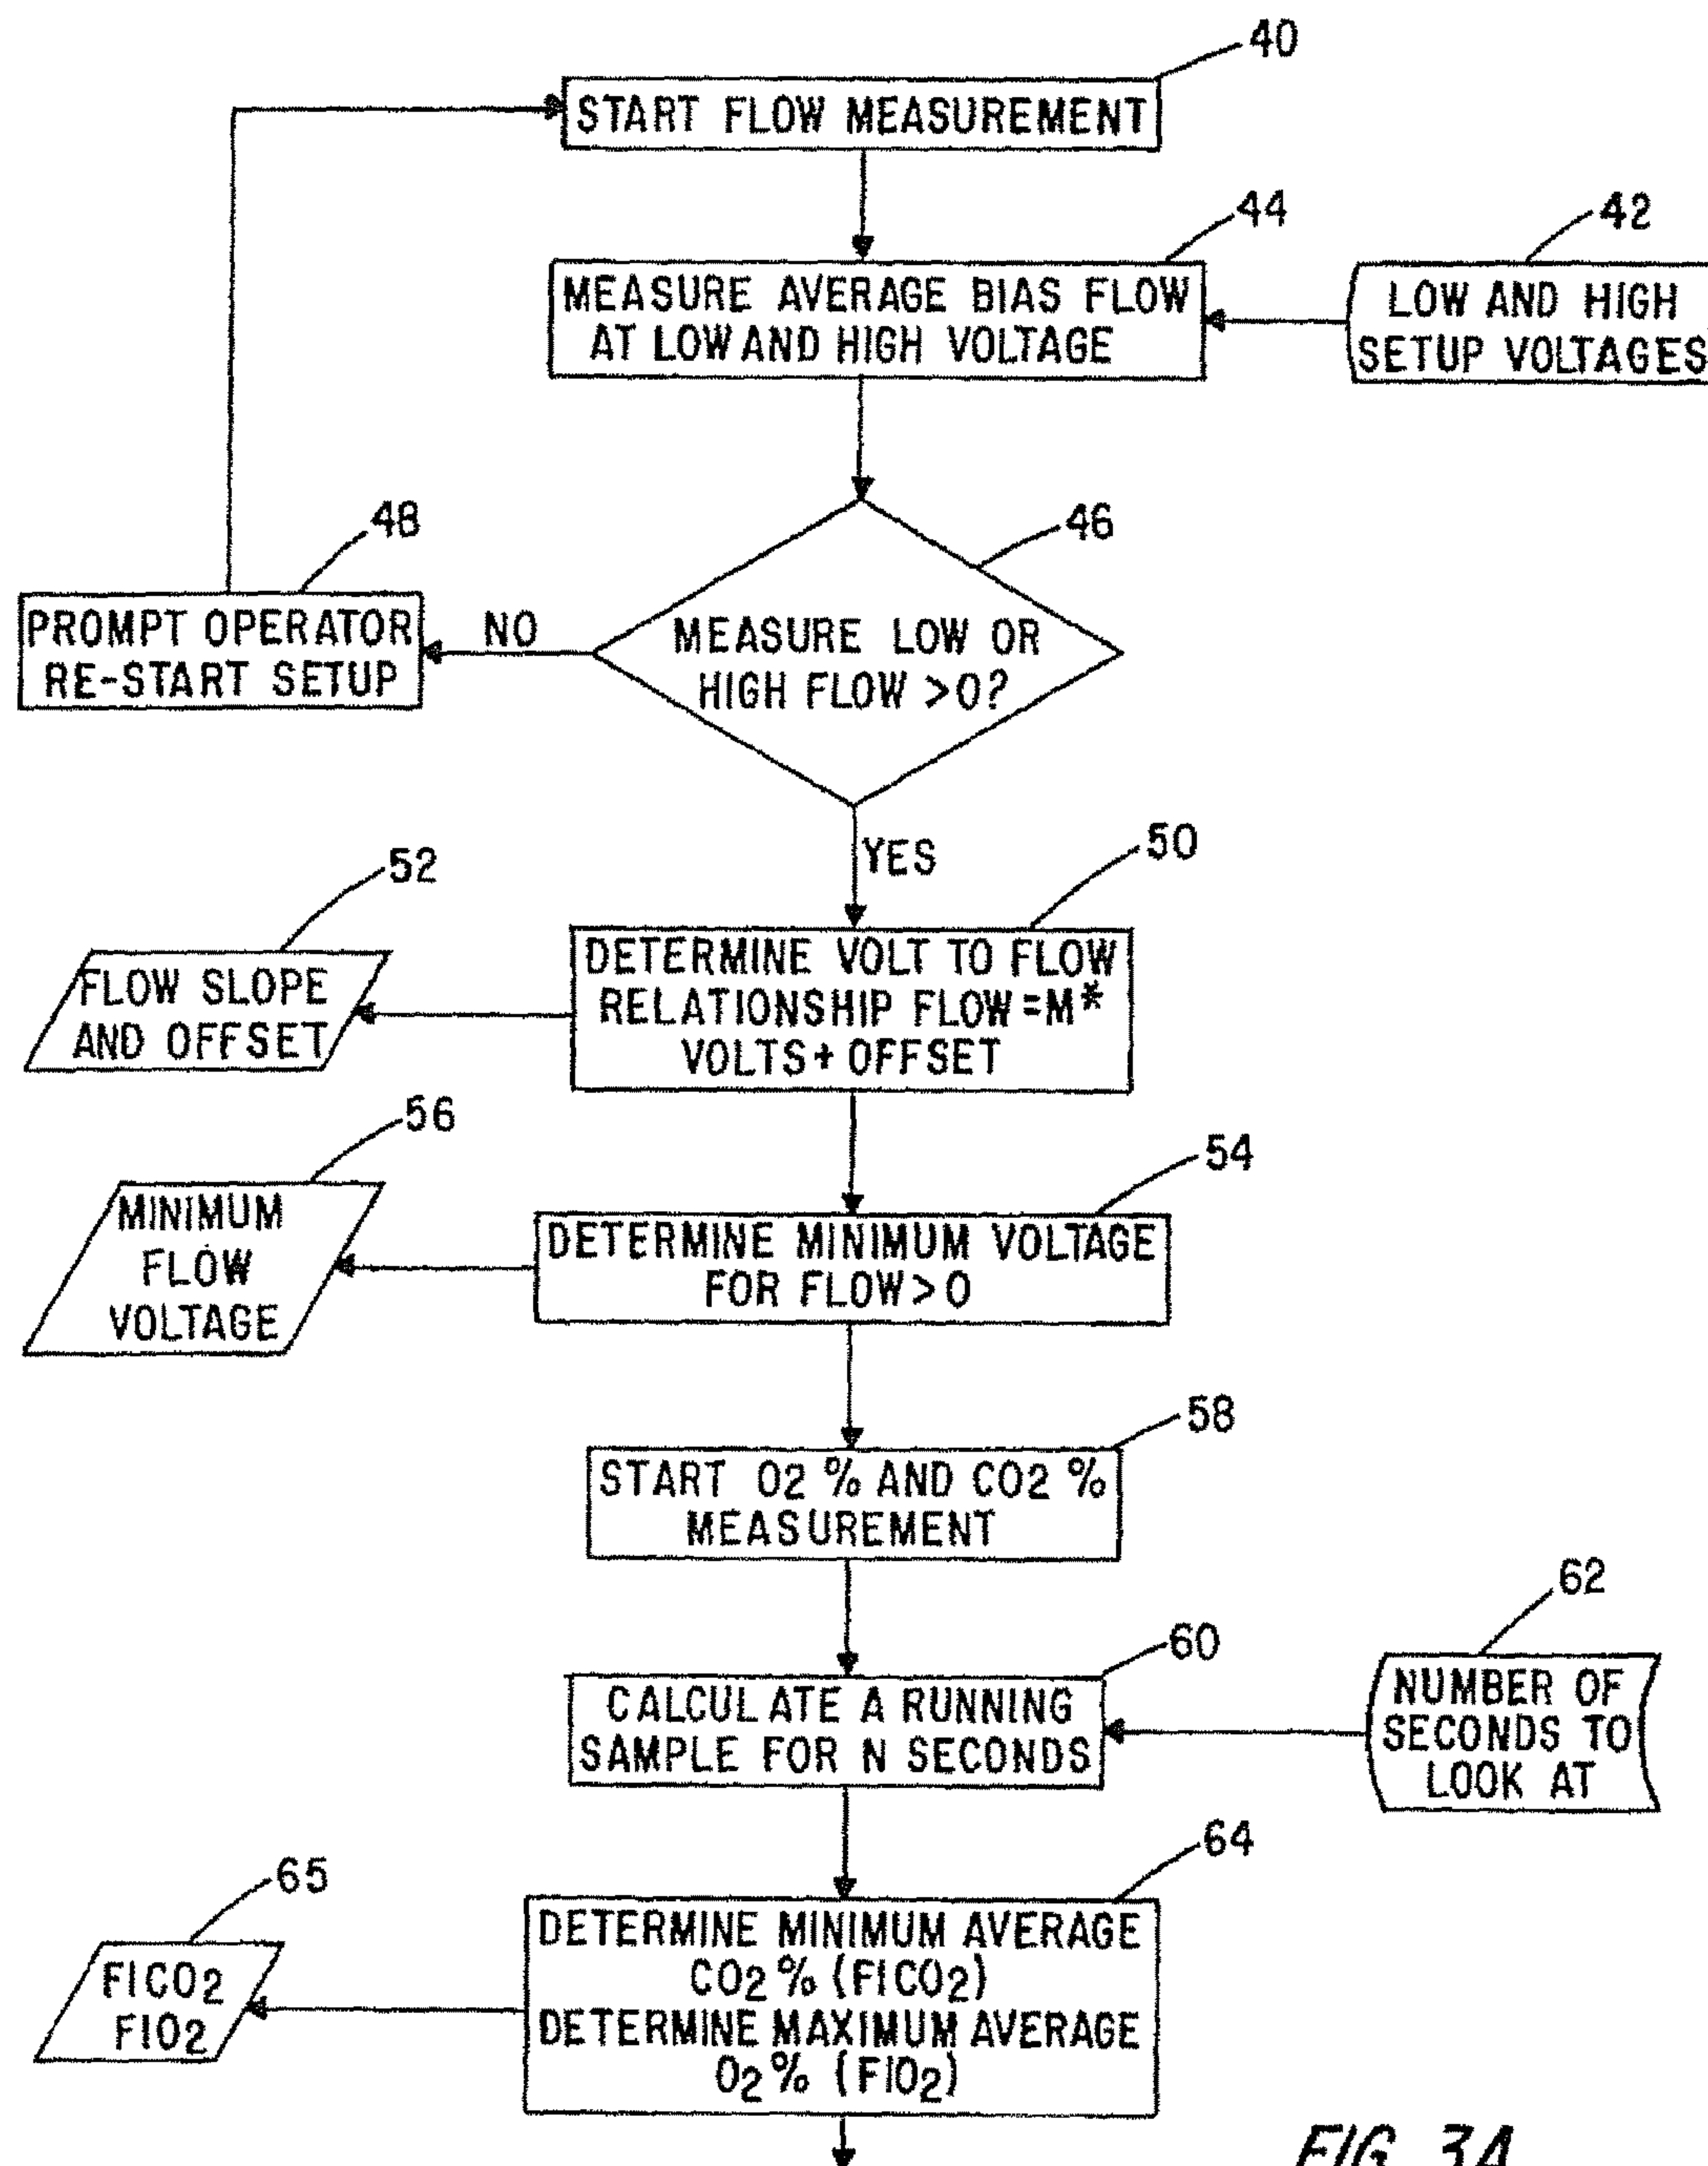 40
START FLOW MEASUREMENT
44
42
MEASURE AVERAGE BIAS FLOW
AT LOW AND HIGH VOLTAGE
LOW AND HIGH
SETUP VOLTAGES
48
46
PROMPT OPERATOR
RE-START SETUP
NO
MEASURE LOW OR
HIGH FLOW >0?
YES
52
50
FLOW SLOPE
AND OFFSET
DETERMINE VOLT TO FLOW
RELATIONSHIP FLOW=M*
VOLTS+OFFSET
56
54
MINIMUM
FLOW
VOLTAGE
DETERMINE MINIMUM VOLTAGE
FOR FLOW>0
58
START O2 % AND CO2 %
MEASUREMENT
62
60
CALCULATE A RUNNING
SAMPLE FOR N SECONDS
NUMBER OF
SECONDS TO
LOOK AT
65
64
FICO2
FIO2
DETERMINE MINIMUM AVERAGE
CO2 % (FICO2)
DETERMINE MAXIMUM AVERAGE
O2 % (FIO2)
FIG. 3A